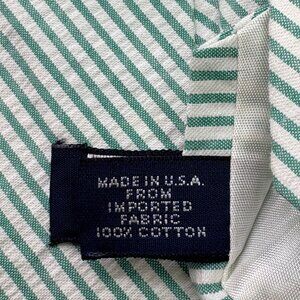 MADE IN U.S.A.
FROM
IMPORTED
FABRIC
100% COTTON